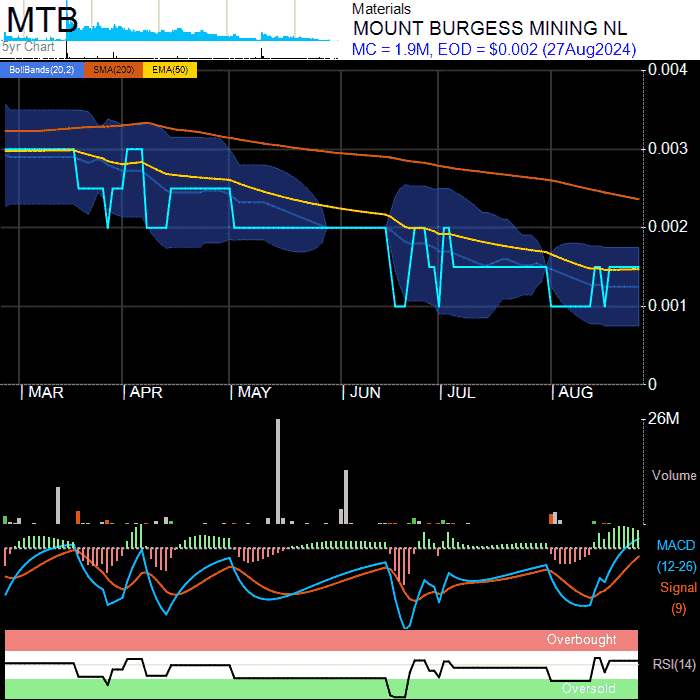 MTB
5yr Chart
Materials
MOUNT BURGESS MINING NL
MC = 1.9M, EOD = $0.002 (27Aug2024)
BollBands(20,2) SMA(200) EMA(50)
0.004
0.003
0.002
0.001
0
MAR APR MAY JUN JUL AUG
26M
Volume
MACD
(12-26)
Signal
(9)
Overbought
RSI(14)
Oversold